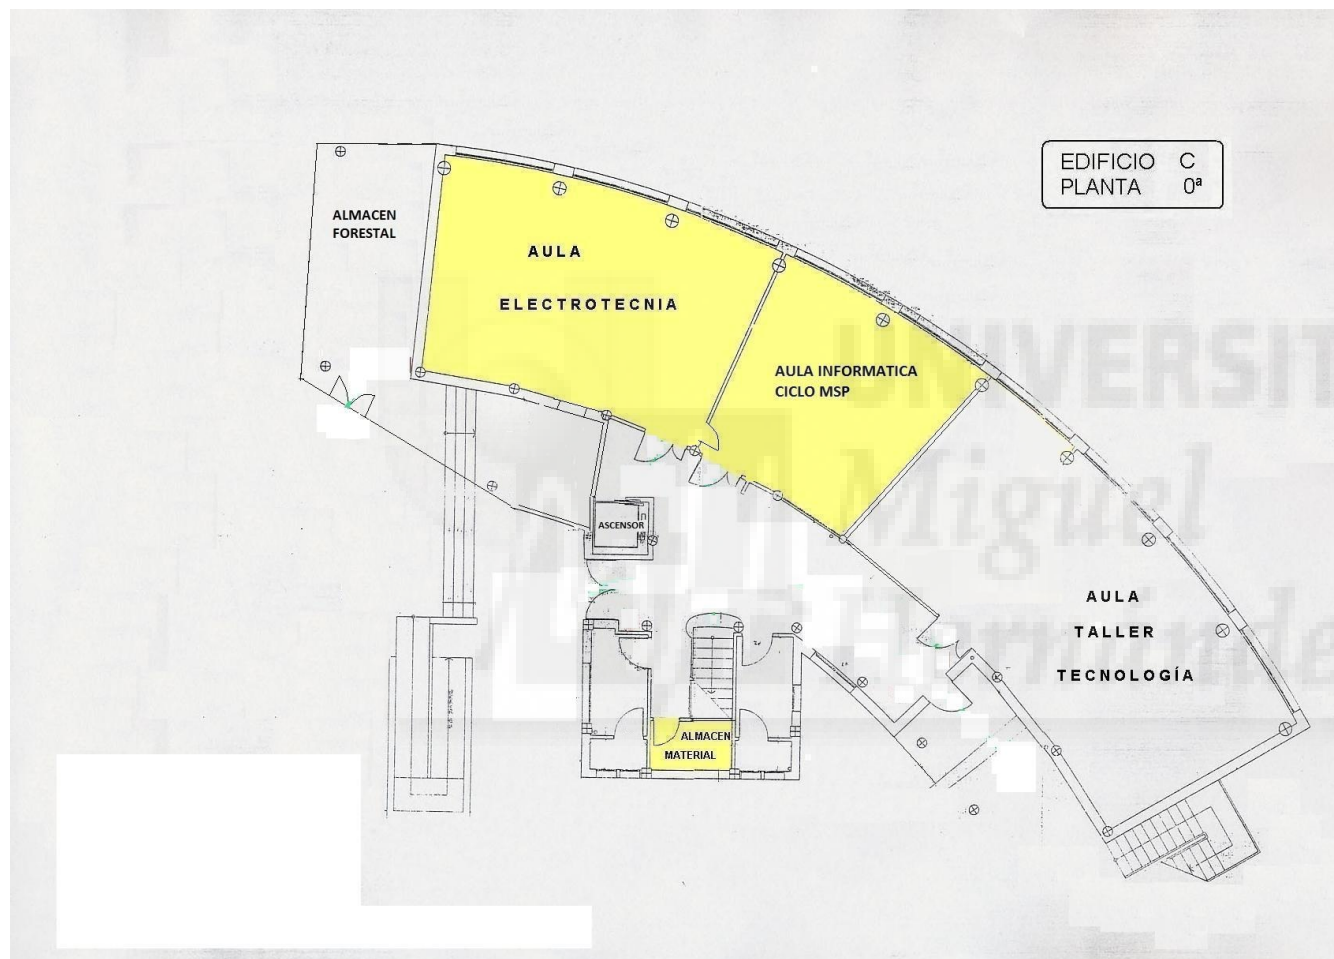 EDIFICIO C
PLANTA 0ª
ALMACEN
FORESTAL
AULA
ELECTROTECNIA
AULA INFORMATICA
CICLO MSP
UNIVERSIT
Miguel
Hernánde
ASCENSOR
AULA
TALLER
TECNOLOGÍA
ALMACEN
MATERIAL